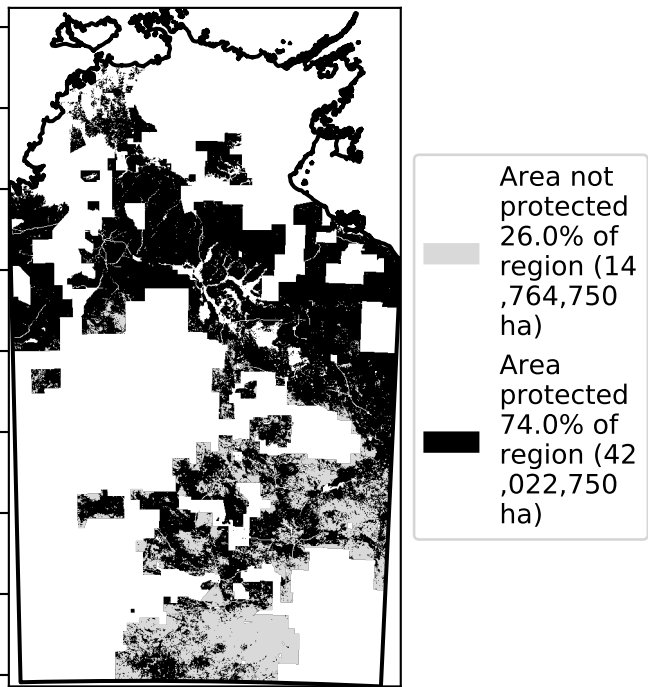 Area not
protected
26.0% of
region (14
,764,750
ha)
Area
protected
74.0% of
region (42
,022,750
ha)